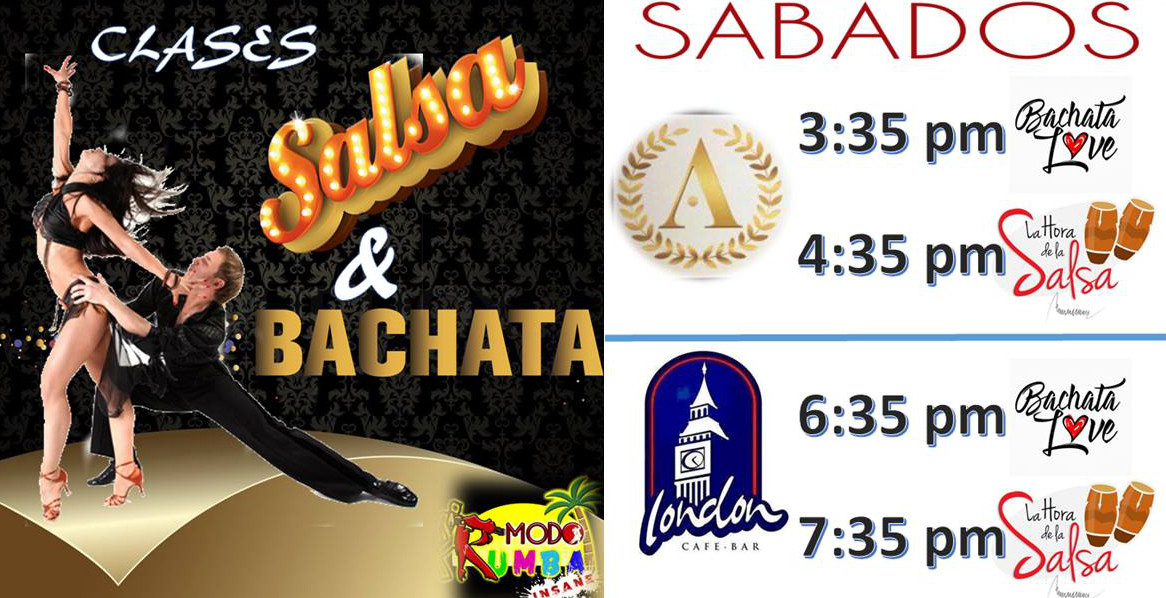 CLASES
Salsa
&
BACHATA
MODO
RUMBA
INSANE
SABADOS
A
3:35 pm
Bachata
Love
4:35 pm
La Hora
de la
Salsa
6:35 pm
Bachata
Love
london
CAFE·BAR
7:35 pm
La Hora
de la
Salsa